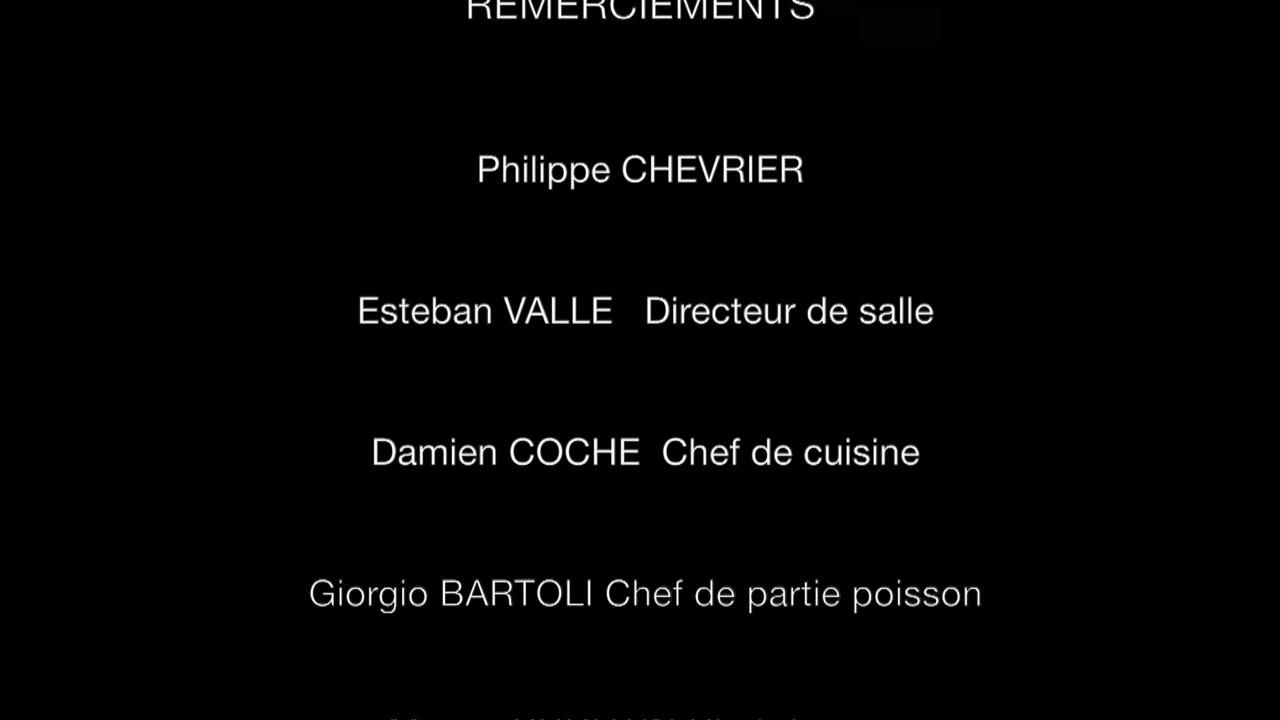 REMERCIEMENTS
Philippe CHEVRIER
Esteban VALLE Directeur de salle
Damien COCHE Chef de cuisine
Giorgio BARTOLI Chef de partie poisson